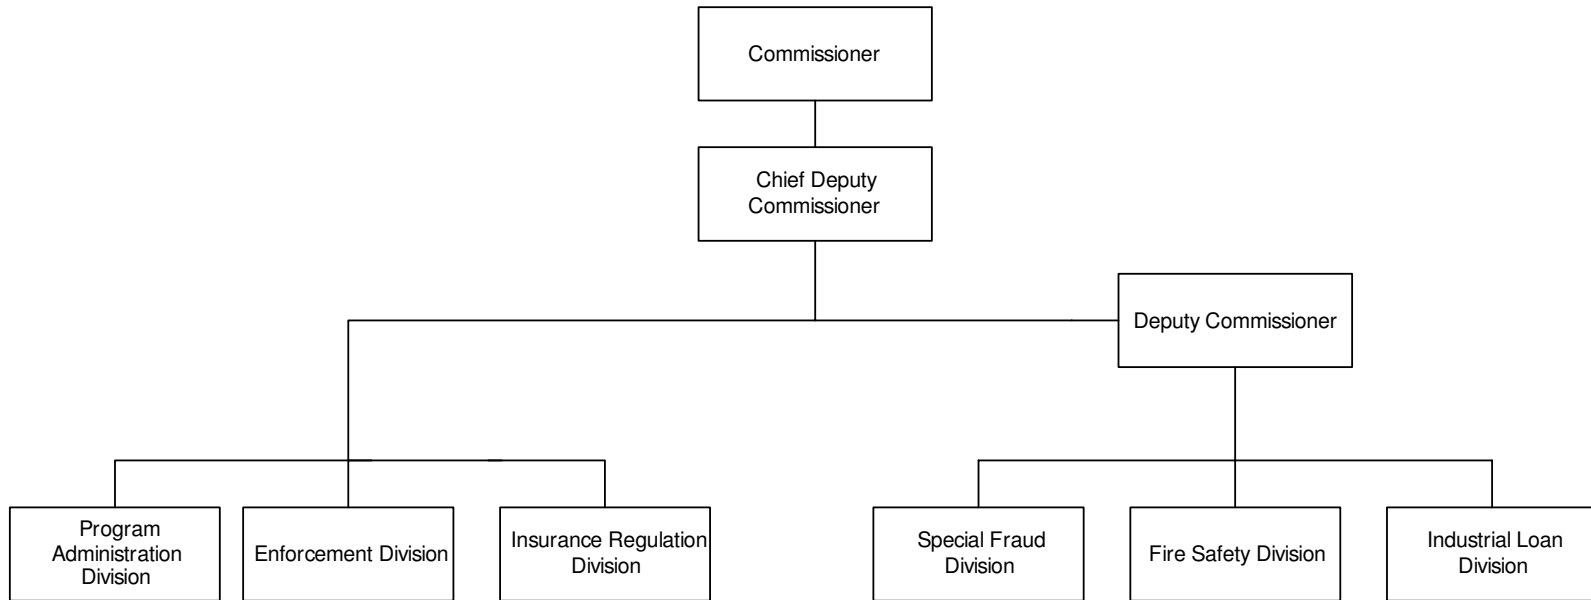 Commissioner
Chief Deputy
Commissioner
Deputy Commissioner
Program
Administration
Division
Enforcement Division
Insurance Regulation
Division
Special Fraud
Division
Fire Safety Division
Industrial Loan
Division